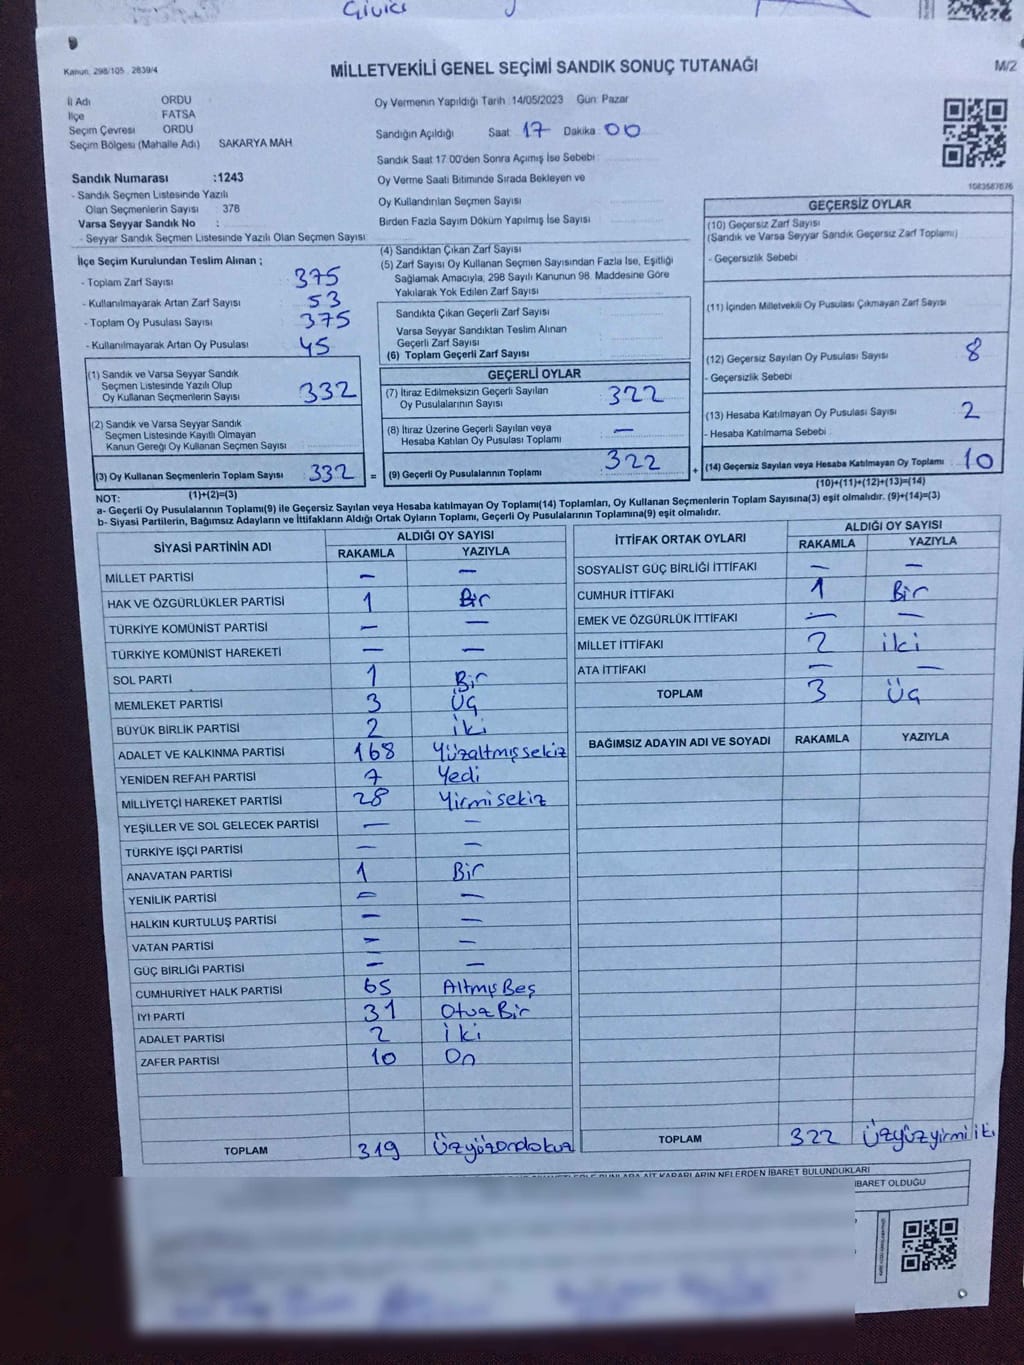 Kanun: 298/105 2839/4
MİLLETVEKİLİ GENEL SEÇİMİ SANDIK SONUÇ TUTANAĞI
M/2
İl Adı ORDU
İlçe FATSA
Seçim Çevresi ORDU
Seçim Bölgesi (Mahalle Adı) SAKARYA MAH
Sandık Numarası :1243
- Sandık Seçmen Listesinde Yazılı
Olan Seçmenlerin Sayısı : 378
Varsa Seyyar Sandık No :
- Seyyar Sandık Seçmen Listesinde Yazılı Olan Seçmen Sayısı
İlçe Seçim Kurulundan Teslim Alınan ;
- Toplam Zarf Sayısı 375
- Kullanılmayarak Artan Zarf Sayısı 53
- Toplam Oy Pusulası Sayısı 375
- Kullanılmayarak Artan Oy Pusulası 45
(1) Sandık ve Varsa Seyyar Sandık
Seçmen Listesinde Yazılı Olup
Oy Kullanan Seçmenlerin Sayısı 332
(2) Sandık ve Varsa Seyyar Sandık
Seçmen Listesinde Kayıtlı Olmayan
Kanun Gereği Oy Kullanan Seçmen Sayısı
(3) Oy Kullanan Seçmenlerin Toplam Sayısı 332 =
(1)+(2)=(3)
Oy Vermenin Yapıldığı Tarih :14/05/2023 Gün: Pazar
Sandığın Açıldığı Saat: 17 Dakika: 00
Sandık Saat 17:00'den Sonra Açılmış İse Sebebi :
Oy Verme Saati Bitiminde Sırada Bekleyen ve
Oy Kullandırılan Seçmen Sayısı
Birden Fazla Sayım Döküm Yapılmış İse Sayısı
(4) Sandıktan Çıkan Zarf Sayısı
(5) Zarf Sayısı Oy Kullanan Seçmen Sayısından Fazla İse, Eşitliği
Sağlamak Amacıyla, 298 Sayılı Kanunun 98. Maddesine Göre
Yakılarak Yok Edilen Zarf Sayısı
Sandıkta Çıkan Geçerli Zarf Sayısı
Varsa Seyyar Sandıktan Teslim Alınan
Geçerli Zarf Sayısı
(6) Toplam Geçerli Zarf Sayısı
GEÇERLİ OYLAR
(7) İtiraz Edilmeksizin Geçerli Sayılan
Oy Pusulalarının Sayısı 322
(8) İtiraz Üzerine Geçerli Sayılan veya
Hesaba Katılan Oy Pusulası Toplamı —
(9) Geçerli Oy Pusulalarının Toplamı 322 +
1083587676
GEÇERSİZ OYLAR
(10) Geçersiz Zarf Sayısı
(Sandık ve Varsa Seyyar Sandık Geçersiz Zarf Toplamı)
- Geçersizlik Sebebi
(11) İçinden Milletvekili Oy Pusulası Çıkmayan Zarf Sayısı
(12) Geçersiz Sayılan Oy Pusulası Sayısı 8
- Geçersizlik Sebebi
(13) Hesaba Katılmayan Oy Pusulası Sayısı 2
- Hesaba Katılmama Sebebi
(14) Geçersiz Sayılan veya Hesaba Katılmayan Oy Toplamı 10
(10)+(11)+(12)+(13)=(14)
NOT:
a- Geçerli Oy Pusulalarının Toplamı(9) ile Geçersiz Sayılan veya Hesaba katılmayan Oy Toplamı(14) Toplamları, Oy Kullanan Seçmenlerin Toplam Sayısına(3) eşit olmalıdır. (9)+(14)=(3)
b- Siyasi Partilerin, Bağımsız Adayların ve İttifakların Aldığı Ortak Oyların Toplamı, Geçerli Oy Pusulalarının Toplamına(9) eşit olmalıdır.
SİYASİ PARTİNİN ADI ALDIĞI OY SAYISI
RAKAMLA YAZIYLA
MİLLET PARTİSİ — —
HAK VE ÖZGÜRLÜKLER PARTİSİ 1 Bir
TÜRKİYE KOMÜNİST PARTİSİ — —
TÜRKİYE KOMÜNİST HAREKETİ — —
SOL PARTİ 1 Bir
MEMLEKET PARTİSİ 3 Üç
BÜYÜK BİRLİK PARTİSİ 2 iki
ADALET VE KALKINMA PARTİSİ 168 Yüzaltmışsekiz
YENİDEN REFAH PARTİSİ 7 Yedi
MİLLİYETÇİ HAREKET PARTİSİ 28 Yirmisekiz
YEŞİLLER VE SOL GELECEK PARTİSİ — —
TÜRKİYE İŞÇİ PARTİSİ — —
ANAVATAN PARTİSİ 1 Bir
YENİLİK PARTİSİ — —
HALKIN KURTULUŞ PARTİSİ — —
VATAN PARTİSİ — —
GÜÇ BİRLİĞİ PARTİSİ — —
CUMHURİYET HALK PARTİSİ 65 Altmış Beş
İYİ PARTİ 31 Otuz Bir
ADALET PARTİSİ 2 iki
ZAFER PARTİSİ 10 On
TOPLAM 319 Üzyüzondokuz
İTTİFAK ORTAK OYLARI ALDIĞI OY SAYISI
RAKAMLA YAZIYLA
SOSYALİST GÜÇ BİRLİĞİ İTTİFAKI — —
CUMHUR İTTİFAKI 1 Bir
EMEK VE ÖZGÜRLÜK İTTİFAKI — —
MİLLET İTTİFAKI 2 iki
ATA İTTİFAKI — —
TOPLAM 3 Üç
BAĞIMSIZ ADAYIN ADI VE SOYADI RAKAMLA YAZIYLA
TOPLAM 322 Üzyüzyirmiiki
AİT KARARLARIN NELERDEN İBARET BULUNDUKLARI
İBARET OLDUĞU